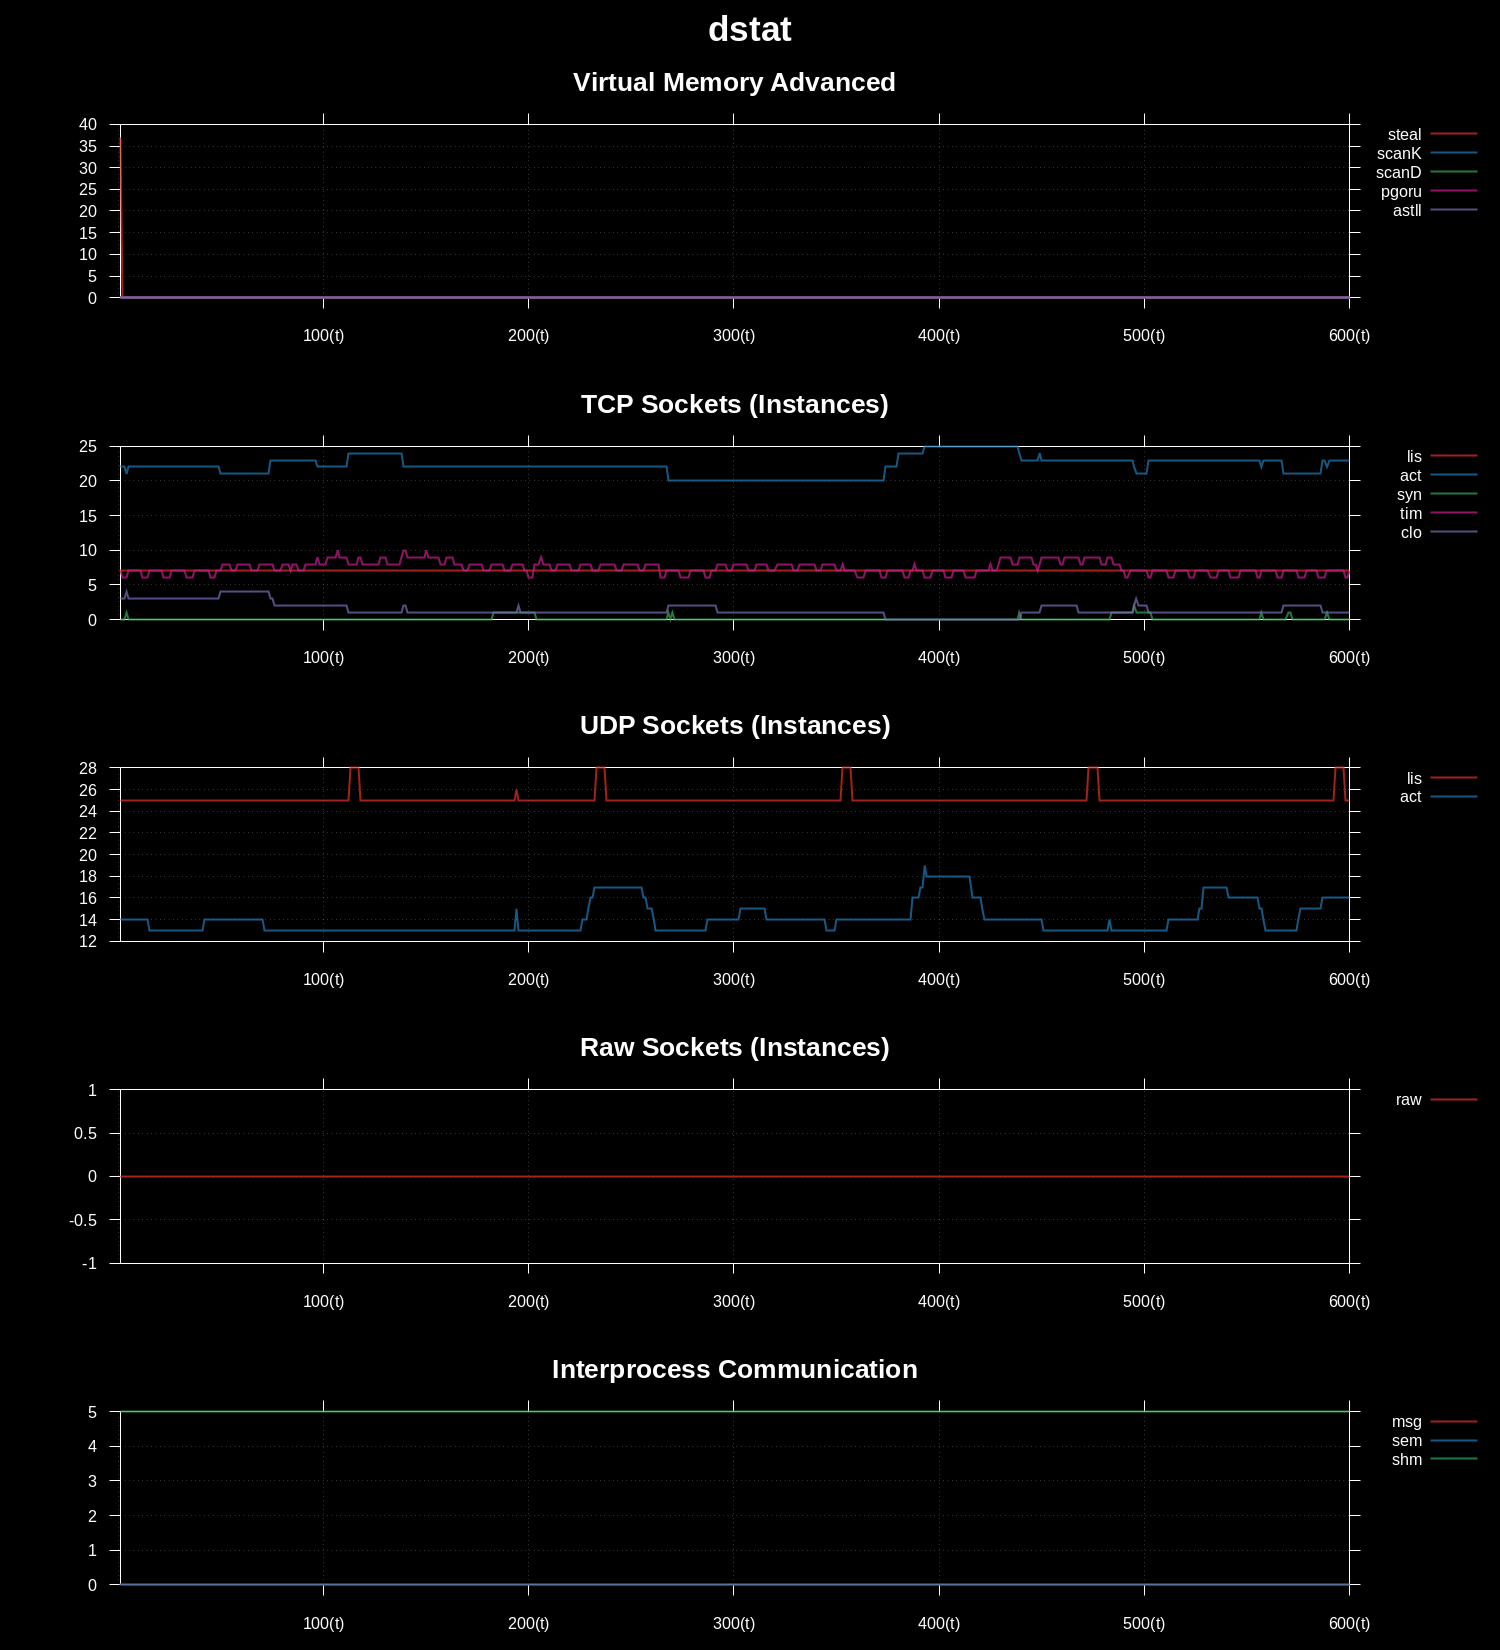 dstat
Virtual Memory Advanced
40
35
30
25
20
15
10
5
0
100(t) 200(t) 300(t) 400(t) 500(t) 600(t)
steal
scanK
scanD
pgoru
astll
TCP Sockets (Instances)
25
20
15
10
5
0
100(t) 200(t) 300(t) 400(t) 500(t) 600(t)
lis
act
syn
tim
clo
UDP Sockets (Instances)
28
26
24
22
20
18
16
14
12
100(t) 200(t) 300(t) 400(t) 500(t) 600(t)
lis
act
Raw Sockets (Instances)
1
0.5
0
-0.5
-1
100(t) 200(t) 300(t) 400(t) 500(t) 600(t)
raw
Interprocess Communication
5
4
3
2
1
0
100(t) 200(t) 300(t) 400(t) 500(t) 600(t)
msg
sem
shm